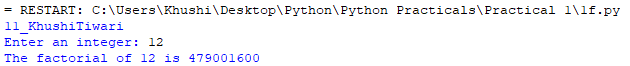 = RESTART: C:\Users\Khushi\Desktop\Python\Python Practicals\Practical 1\1f.py
11_KhushiTiwari
Enter an integer: 12
The factorial of 12 is 479001600